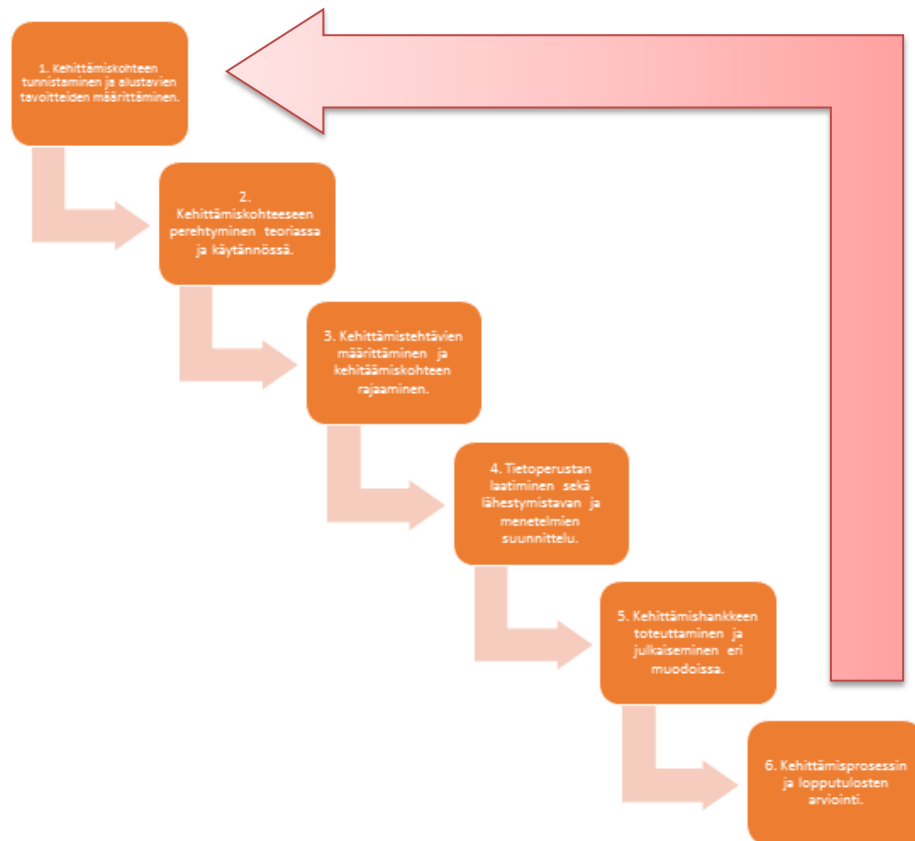 1. Kehittämiskohteen
tunnistaminen ja alustavien
tavoitteiden määrittäminen.
2.
Kehittämiskohteeseen
perehtyminen teoriassa
ja käytännössä.
3. Kehittämistehtävien
määrittäminen ja
kehitäämiskohteen
rajaaminen.
4. Tietoperustan
laatiminen sekä
lähestymistavan ja
menetelmien
suunnittelu.
5. Kehittämishankkeen
toteuttaminen ja
julkaiseminen eri
muodoissa.
6. Kehittämisprosessin
ja lopputulosten
arviointi.